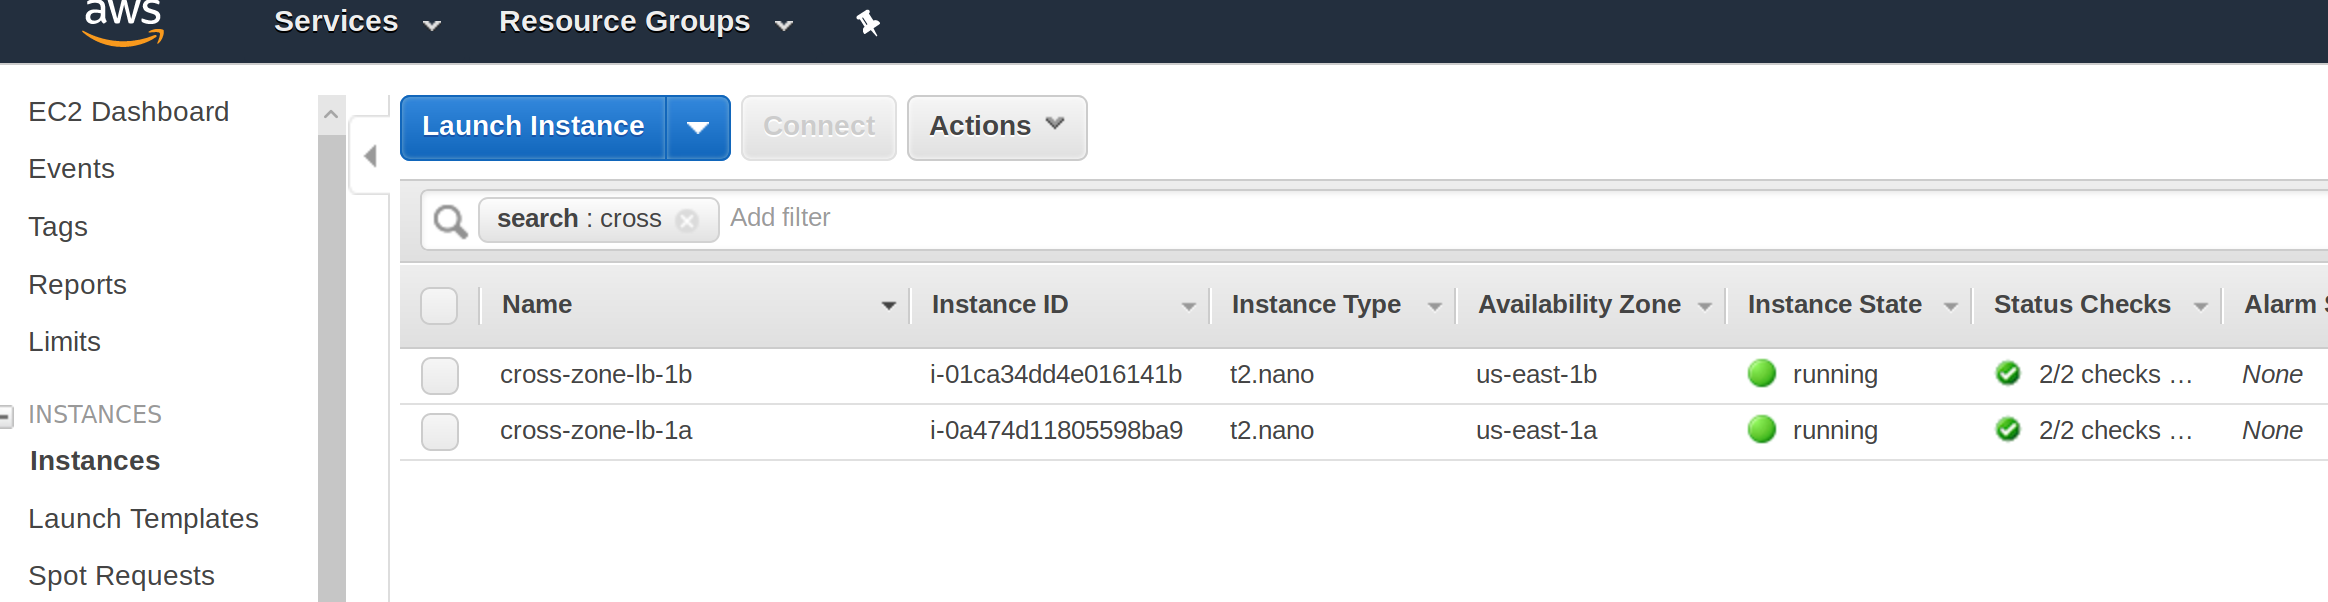 aws Services Resource Groups
EC2 Dashboard
Events
Tags
Reports
Limits
INSTANCES
Instances
Launch Templates
Spot Requests
Launch Instance Connect Actions
search : cross Add filter
Name Instance ID Instance Type Availability Zone Instance State Status Checks Alarm
cross-zone-lb-1b i-01ca34dd4e016141b t2.nano us-east-1b running 2/2 checks … None
cross-zone-lb-1a i-0a474d11805598ba9 t2.nano us-east-1a running 2/2 checks … None